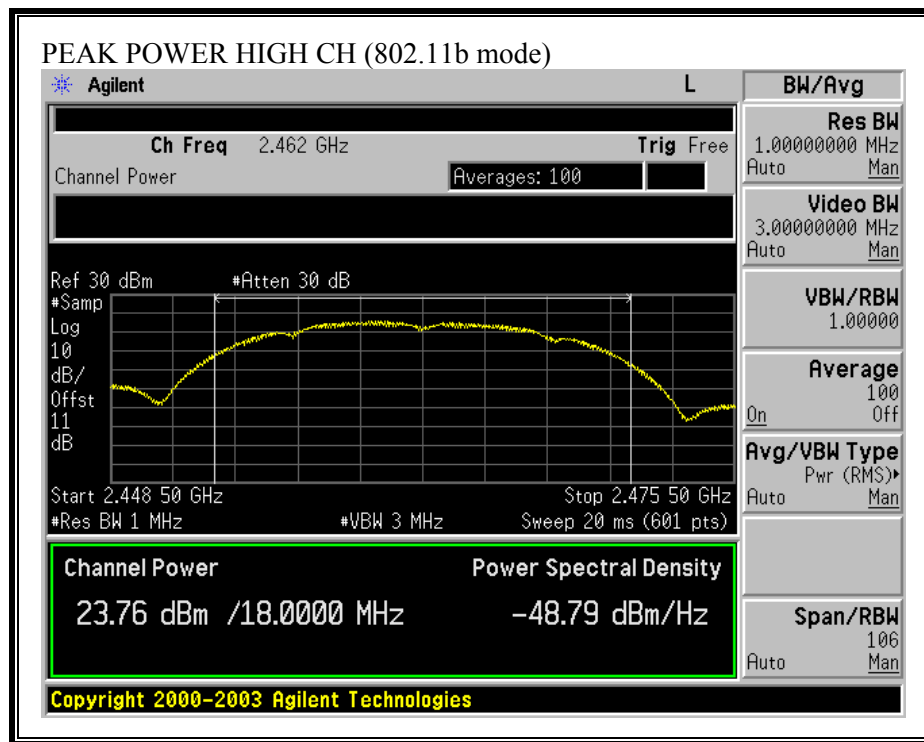 PEAK POWER HIGH CH (802.11b mode)
Agilent L
BW/Avg
Ch Freq 2.462 GHz Trig Free
Channel Power Averages: 100
Ref 30 dBm #Atten 30 dB
#Samp
Log
10
dB/
Offst
11
dB
Start 2.448 50 GHz Stop 2.475 50 GHz
#Res BW 1 MHz #VBW 3 MHz Sweep 20 ms (601 pts)
Channel Power Power Spectral Density
23.76 dBm /18.0000 MHz -48.79 dBm/Hz
Res BW
1.00000000 MHz
Auto Man
Video BW
3.00000000 MHz
Auto Man
VBW/RBW
1.00000
Average
100
On Off
Avg/VBW Type
Pwr (RMS)▸
Auto Man
Span/RBW
106
Auto Man
Copyright 2000-2003 Agilent Technologies